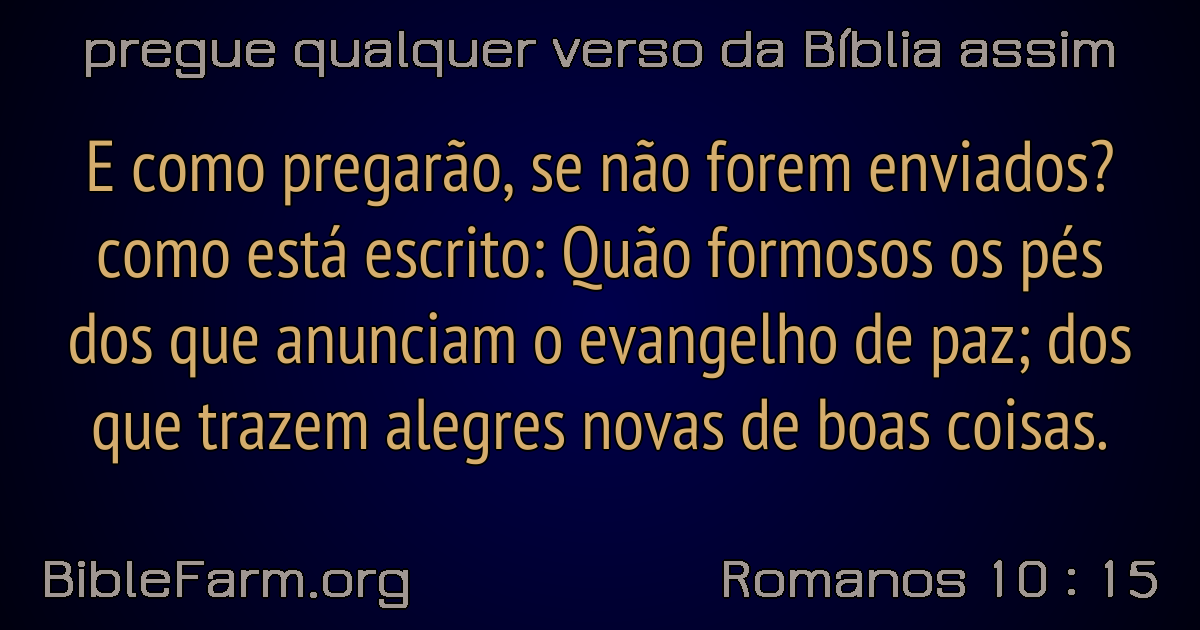 pregue qualquer verso da Bíblia assim
E como pregarão, se não forem enviados?
como está escrito: Quão formosos os pés
dos que anunciam o evangelho de paz; dos
que trazem alegres novas de boas coisas.
BibleFarm.org
Romanos 10 : 15